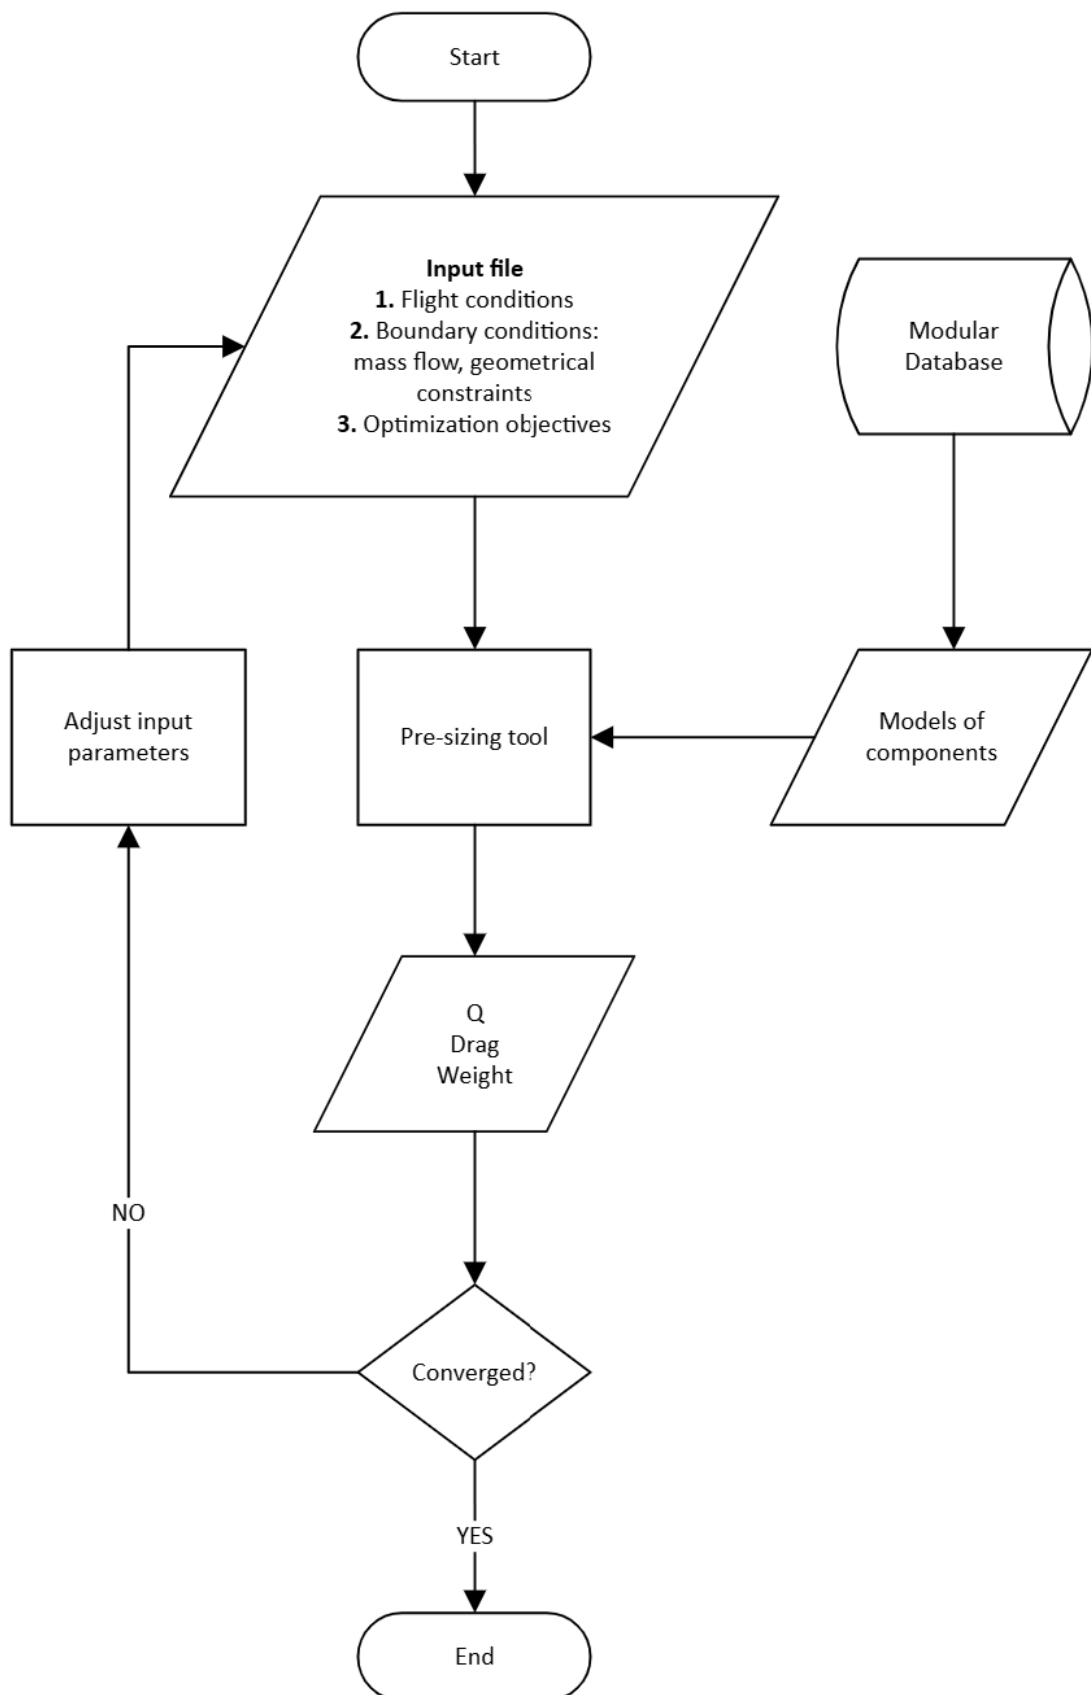 Start
Input file
1. Flight conditions
2. Boundary conditions:
mass flow, geometrical
constraints
3. Optimization objectives
Modular
Database
Adjust input
parameters
Pre-sizing tool
Models of
components
Q
Drag
Weight
NO
Converged?
YES
End